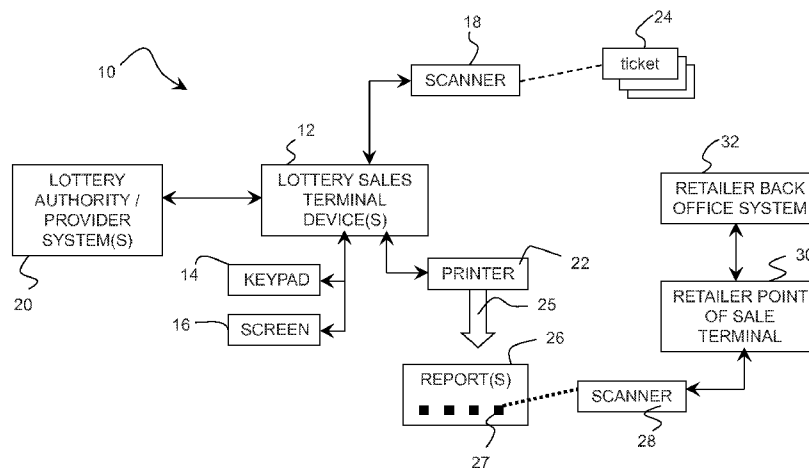 18
24
10
SCANNER
ticket
12
32
LOTTERY
AUTHORITY /
PROVIDER
SYSTEM(S)
LOTTERY SALES
TERMINAL
DEVICE(S)
RETAILER BACK
OFFICE SYSTEM
20
14
KEYPAD
PRINTER
22
30
16
SCREEN
25
RETAILER POINT
OF SALE
TERMINAL
26
REPORT(S)
SCANNER
27
28